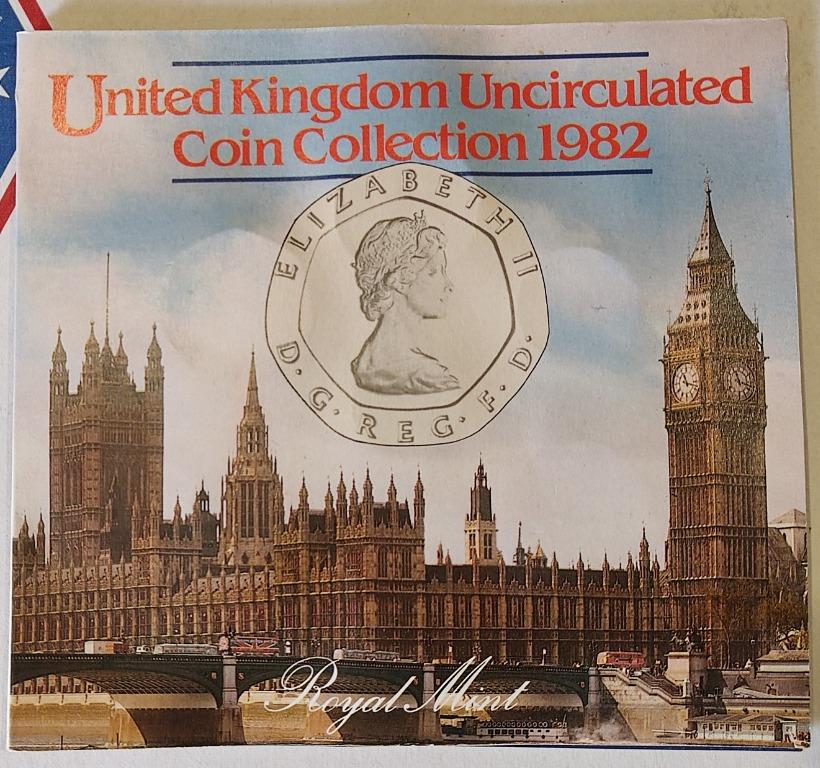 United Kingdom Uncirculated
Coin Collection 1982
ELIZABETH II
D·G·REG·F·D·
Royal Mint